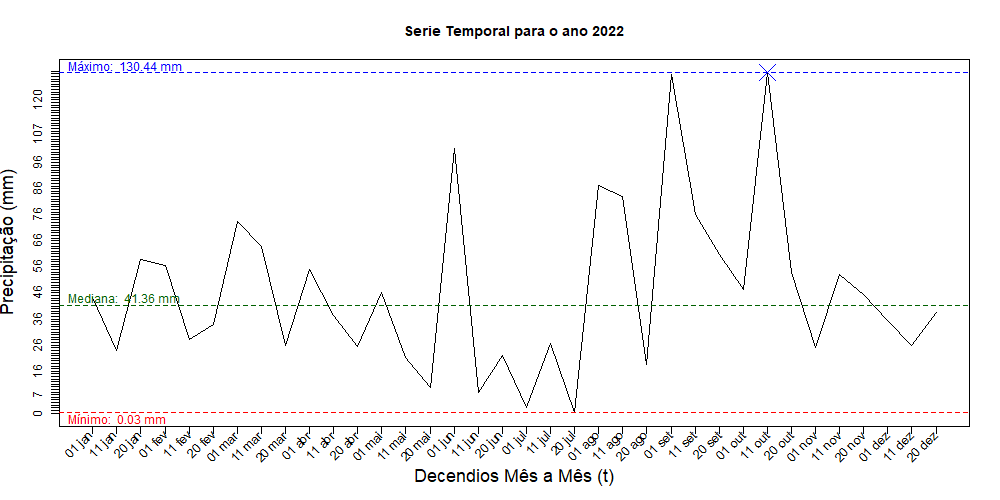 Serie Temporal para o ano 2022
Máximo: 130.44 mm
Mediana: 41.36 mm
Mínimo: 0.03 mm
Precipitação (mm)
120
107
96
86
76
66
56
46
36
26
16
7
0
01 jan
11 jan
20 jan
01 fev
11 fev
20 fev
01 mar
11 mar
20 mar
01 abr
11 abr
20 abr
01 mai
11 mai
20 mai
01 jun
11 jun
20 jun
01 jul
11 jul
20 jul
01 ago
11 ago
20 ago
01 set
11 set
20 set
01 out
11 out
20 out
01 nov
11 nov
20 nov
01 dez
11 dez
20 dez
Decendios Mês a Mês (t)